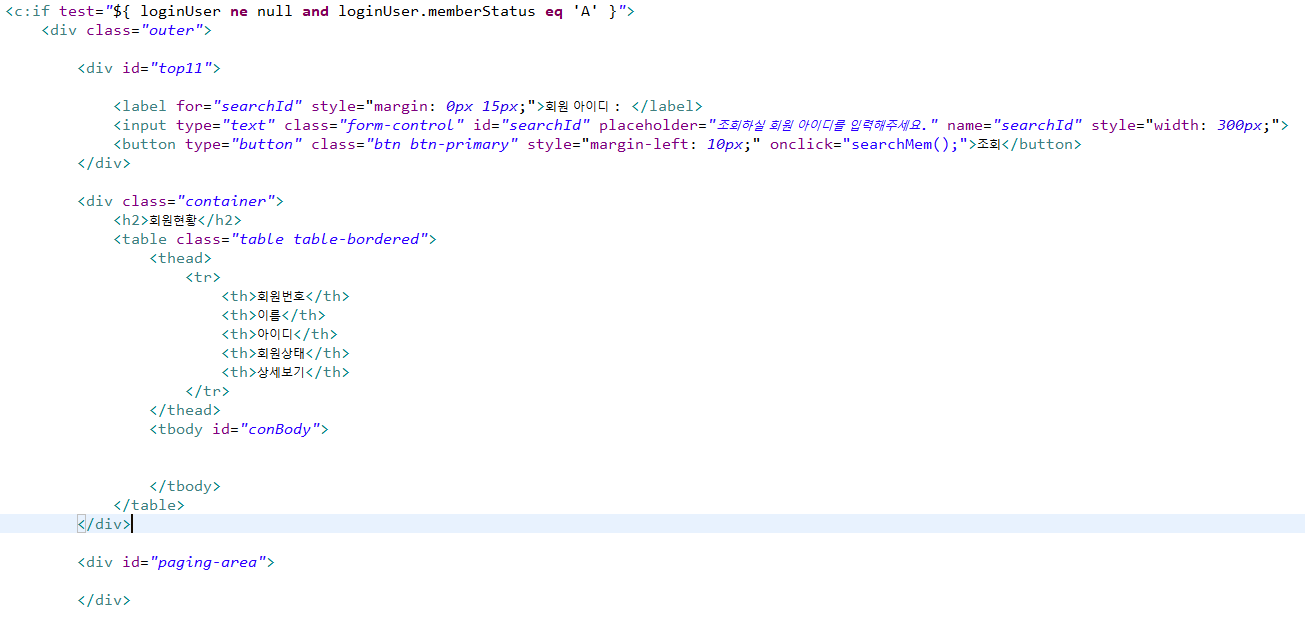 <c:if test="${ loginUser ne null and loginUser.memberStatus eq 'A' }">
<div class="outer">
<div id="top11">
<label for="searchId" style="margin: 0px 15px;">회원 아이디 : </label>
<input type="text" class="form-control" id="searchId" placeholder="조회하실 회원 아이디를 입력해주세요." name="searchId" style="width: 300px;">
<button type="button" class="btn btn-primary" style="margin-left: 10px;" onclick="searchMem();">조회</button>
</div>
<div class="container">
<h2>회원현황</h2>
<table class="table table-bordered">
<thead>
<tr>
<th>회원번호</th>
<th>이름</th>
<th>아이디</th>
<th>회원상태</th>
<th>상세보기</th>
</tr>
</thead>
<tbody id="conBody">
</tbody>
</table>
</div>
<div id="paging-area">
</div>